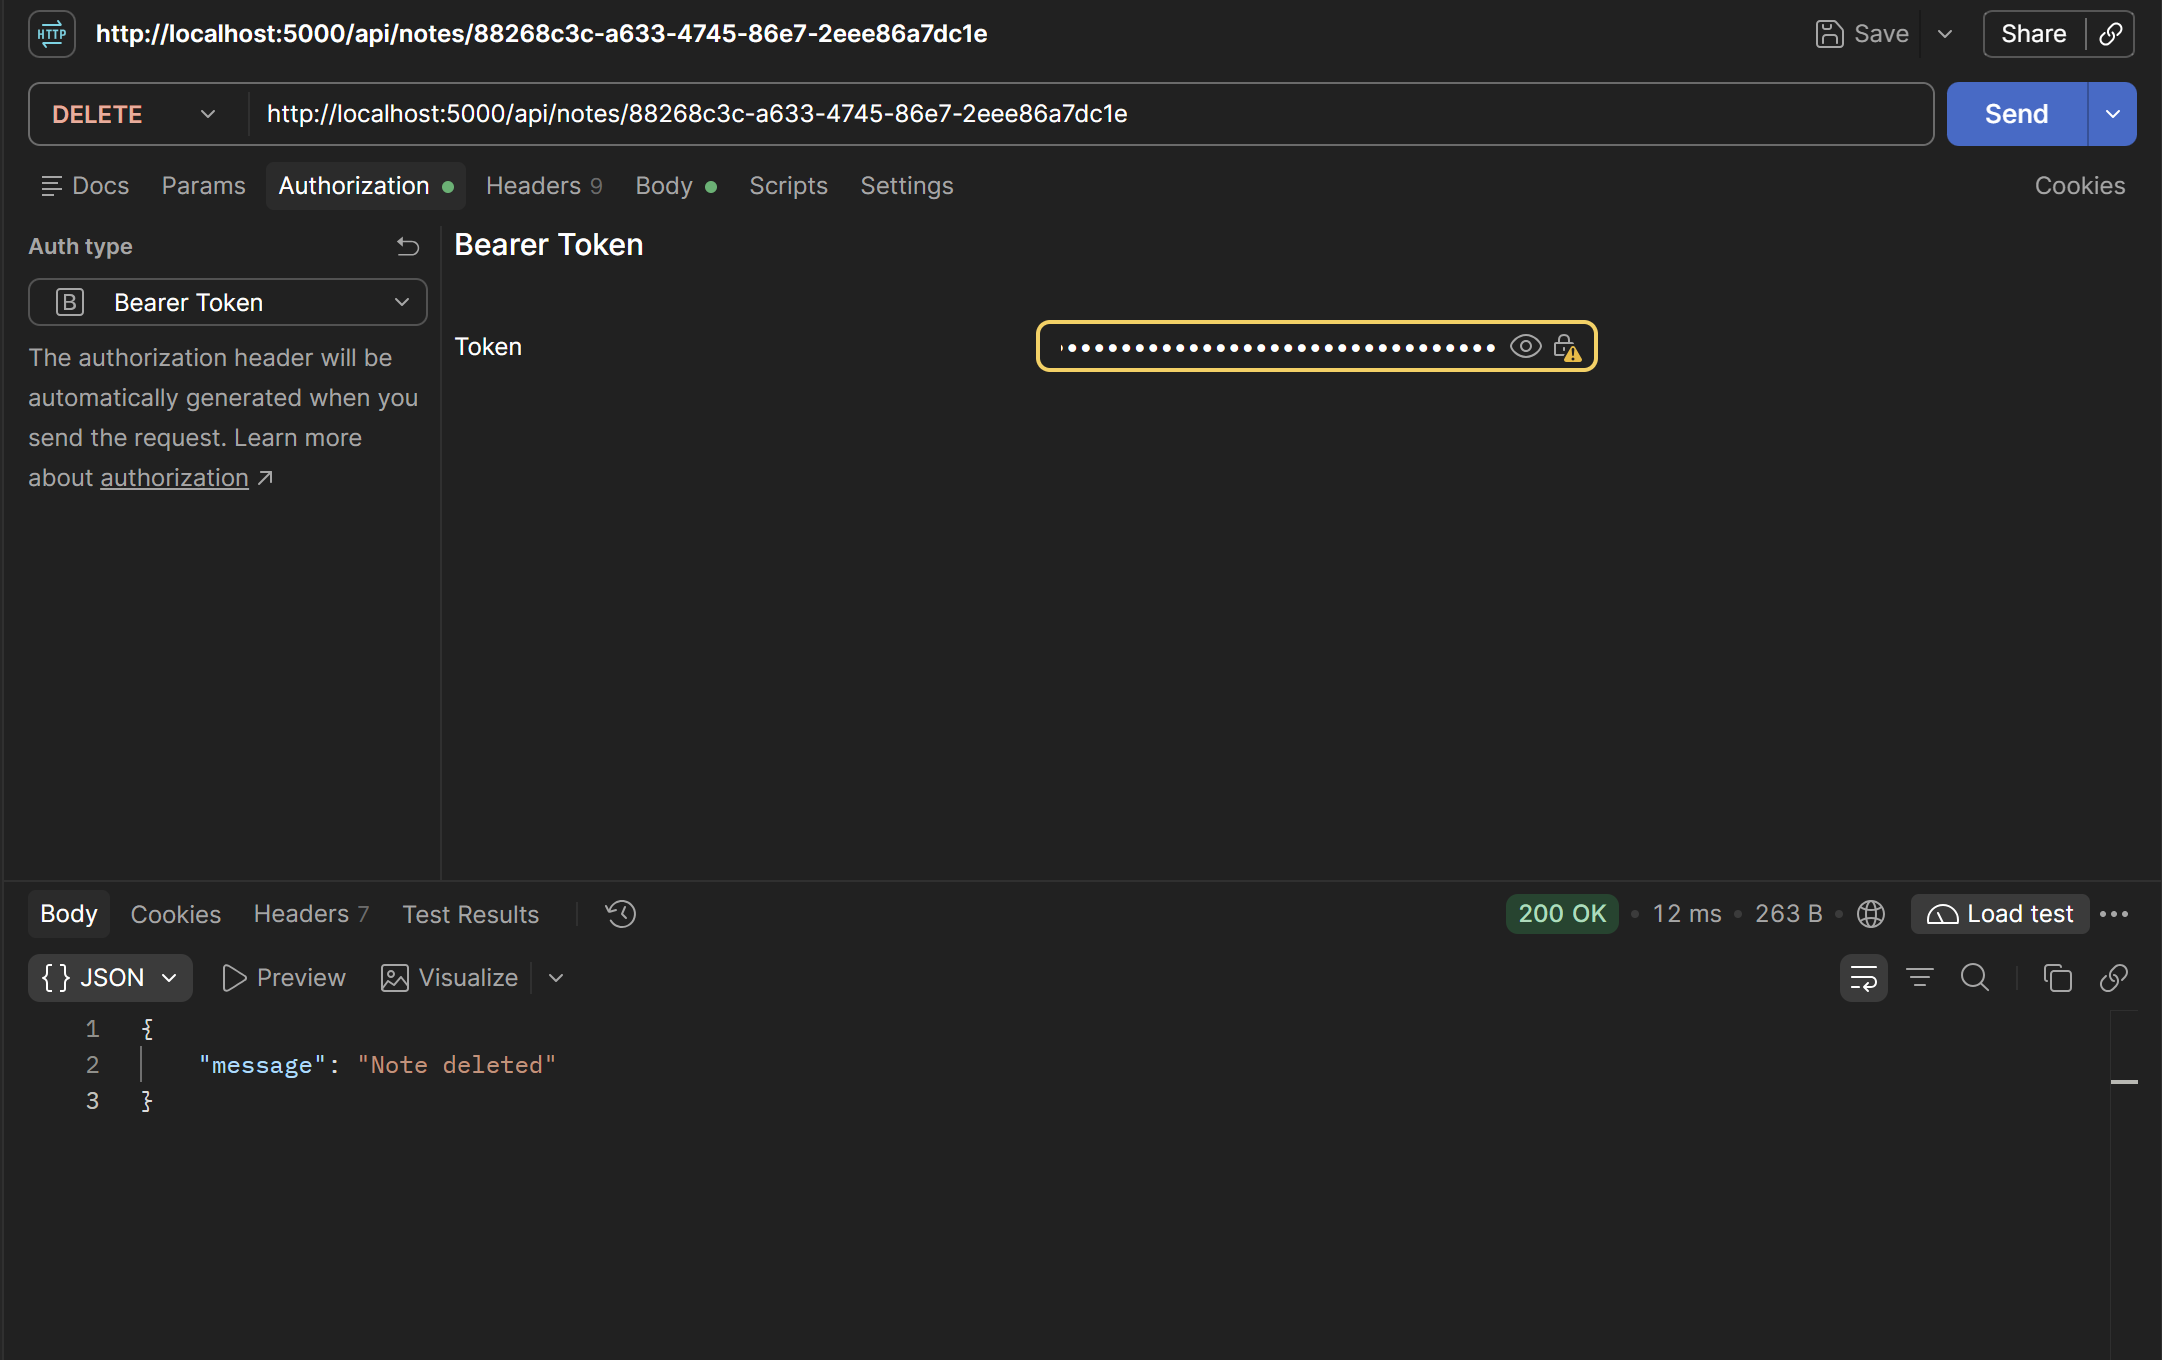 HTTP http://localhost:5000/api/notes/88268c3c-a633-4745-86e7-2eee86a7dc1e Save Share
DELETE http://localhost:5000/api/notes/88268c3c-a633-4745-86e7-2eee86a7dc1e Send
Docs Params Authorization Headers 9 Body Scripts Settings Cookies
Auth type
Bearer Token
B Bearer Token
The authorization header will be
automatically generated when you
send the request. Learn more
about authorization
Token
Body Cookies Headers 7 Test Results 200 OK 12 ms 263 B Load test
{ } JSON Preview Visualize
1 {
2 "message": "Note deleted"
3 }